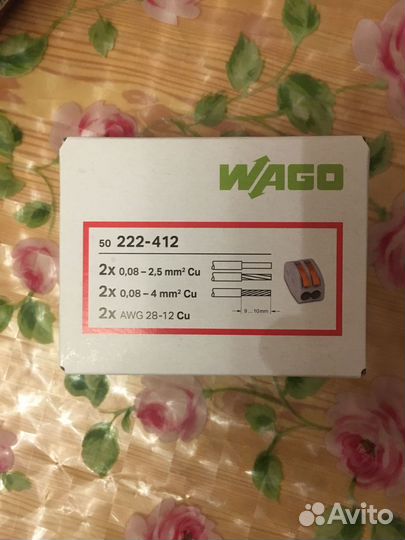 WAGO
50 222-412
2x 0,08 – 2,5 mm² Cu
2x 0,08 – 4 mm² Cu
2x AWG 28-12 Cu
9 ... 10mm
Avito